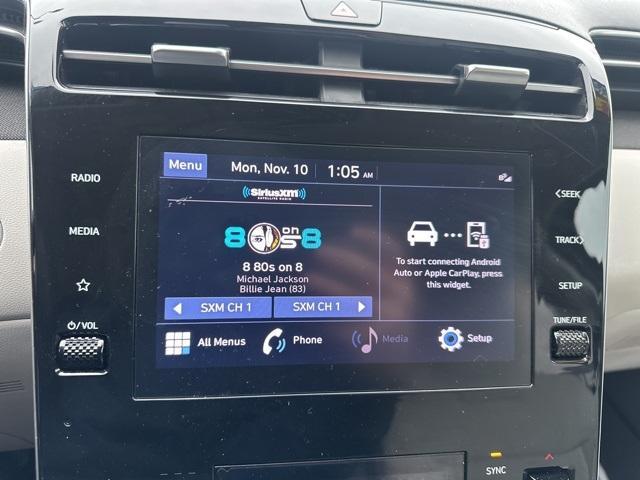 Menu Mon, Nov. 10 1:05 AM
SiriusXM
SATELLITE RADIO
8 80s on 8
8 80s on 8
Michael Jackson
Billie Jean (83)
SXM CH 1 SXM CH 1
To start connecting Android
Auto or Apple CarPlay, press
this widget.
All Menus Phone Media Setup
RADIO
MEDIA
/VOL
<SEEK
TRACK>
SETUP
TUNE/FILE
SYNC